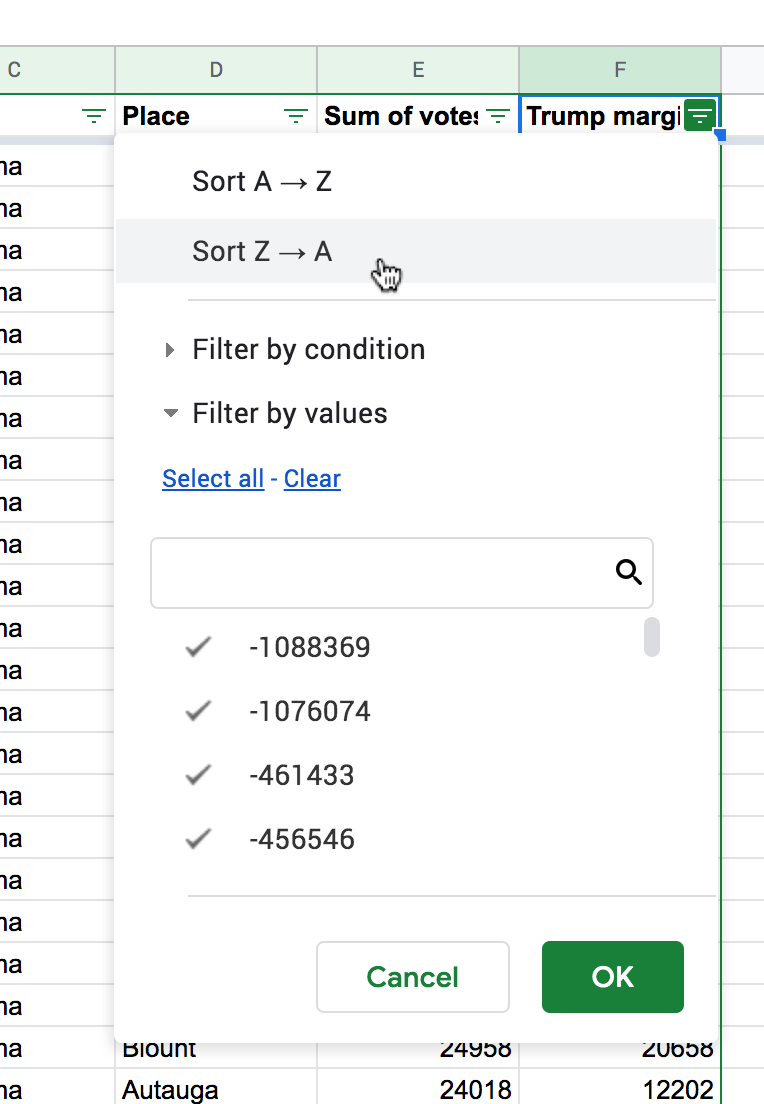 C D E F
Place Sum of votes Trump margi
na
Sort A → Z
na
Sort Z → A
na
na
na
Filter by condition
na
Filter by values
na
na
Select all - Clear
na
na
na
na
-1088369
na
-1076074
na
-461433
na
na
-456546
na
na
na
na
Cancel OK
na
na Blount 24958 20658
na Autauga 24018 12202